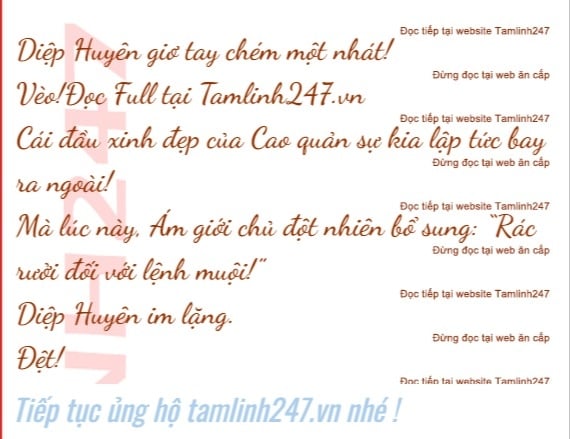 Đọc tiếp tại website Tamlinh247
Diệp Huyên giơ tay chém một nhát!
Đừng đọc tại web ăn cắp
Vèo!Đọc Full tại Tamlinh247.vn
Đọc tiếp tại website Tamlinh247
Cái đầu xinh đẹp của Cao quản sự kia lập tức bay
Đừng đọc tại web ăn cắp
ra ngoài!
Đọc tiếp tại website Tamlinh247
Mà lúc này, Ám giới chủ đột nhiên bổ sung: “Rác
Đừng đọc tại web ăn cắp
rưởi đối với lệnh muội!”
Đọc tiếp tại website Tamlinh247
Diệp Huyên im lặng.
Đừng đọc tại web ăn cắp
Đệt!
Đọc tiếp tại website Tamlinh247
NH247
Tiếp tục ủng hộ tamlinh247.vn nhé !